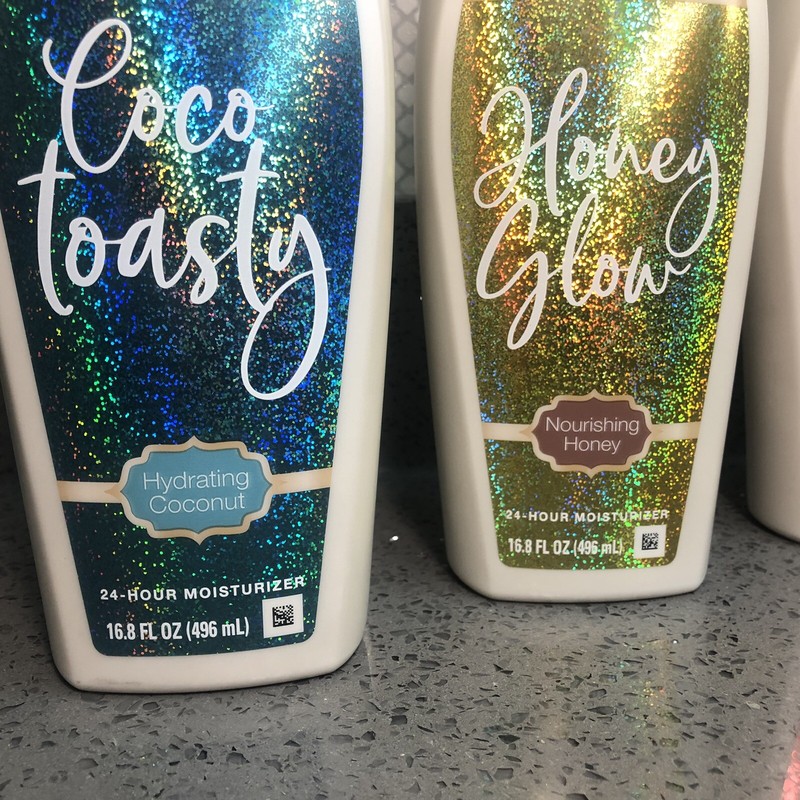 Coco
toasty
Hydrating
Coconut
24-HOUR MOISTURIZER
16.8 FL OZ (496 mL)
Honey
Glow
Nourishing
Honey
24-HOUR MOISTURIZER
16.8 FL OZ (496 mL)